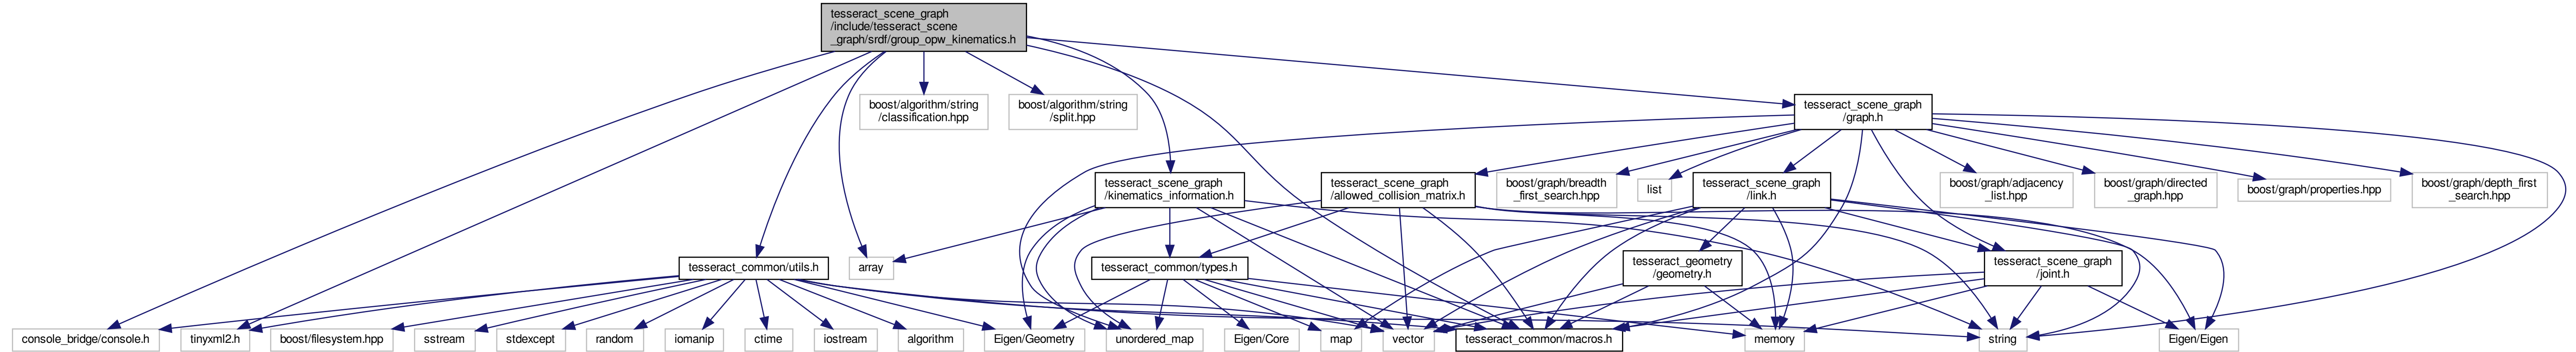 tesseract_scene_graph
/include/tesseract_scene
_graph/srdf/group_opw_kinematics.h
boost/algorithm/string
/classification.hpp
boost/algorithm/string
/split.hpp
tesseract_scene_graph
/graph.h
tesseract_scene_graph
/kinematics_information.h
tesseract_scene_graph
/allowed_collision_matrix.h
boost/graph/breadth
_first_search.hpp
list
tesseract_scene_graph
/link.h
boost/graph/adjacency
_list.hpp
boost/graph/directed
_graph.hpp
boost/graph/properties.hpp
boost/graph/depth_first
_search.hpp
tesseract_common/utils.h
array
tesseract_common/types.h
tesseract_geometry
/geometry.h
tesseract_scene_graph
/joint.h
console_bridge/console.h
tinyxml2.h
boost/filesystem.hpp
sstream
stdexcept
random
iomanip
ctime
iostream
algorithm
Eigen/Geometry
unordered_map
Eigen/Core
map
vector
tesseract_common/macros.h
memory
string
Eigen/Eigen